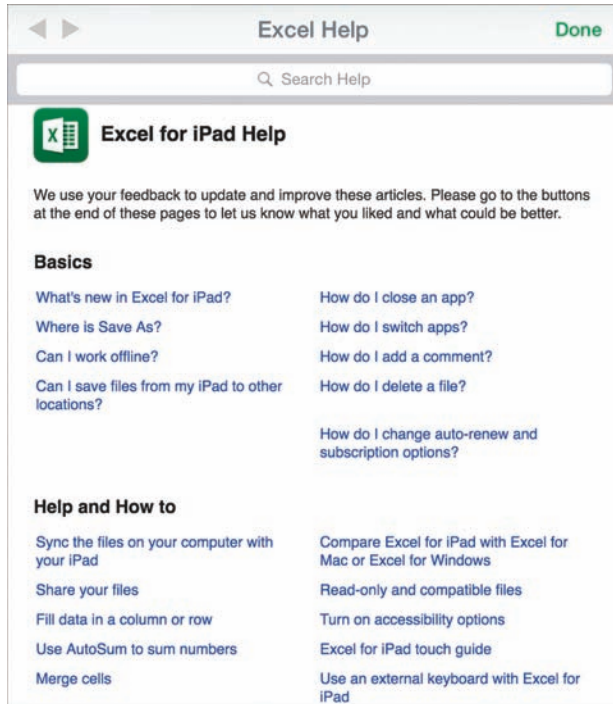 Excel Help
Done
Search Help
Excel for iPad Help
We use your feedback to update and improve these articles. Please go to the buttons
at the end of these pages to let us know what you liked and what could be better.
Basics
What's new in Excel for iPad?
Where is Save As?
Can I work offline?
Can I save files from my iPad to other
locations?
How do I close an app?
How do I switch apps?
How do I add a comment?
How do I delete a file?
How do I change auto-renew and
subscription options?
Help and How to
Sync the files on your computer with
your iPad
Share your files
Fill data in a column or row
Use AutoSum to sum numbers
Merge cells
Compare Excel for iPad with Excel for
Mac or Excel for Windows
Read-only and compatible files
Turn on accessibility options
Excel for iPad touch guide
Use an external keyboard with Excel for
iPad